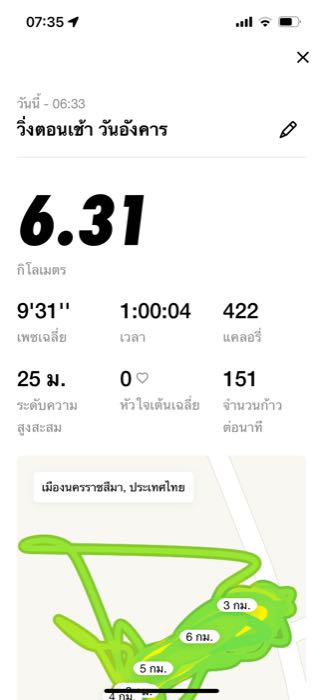 07:35
วันนี้ - 06:33
วิ่งตอนเช้า วันอังคาร
6.31
กิโลเมตร
9'31'' 1:00:04 422
เพซเฉลี่ย เวลา แคลอรี่
25 ม. 0 151
ระดับความ หัวใจเต้นเฉลี่ย จำนวนก้าว
สูงสะสม ต่อนาที
เมืองนครราชสีมา, ประเทศไทย
3 กม.
6 กม.
5 กม.
4 กม.